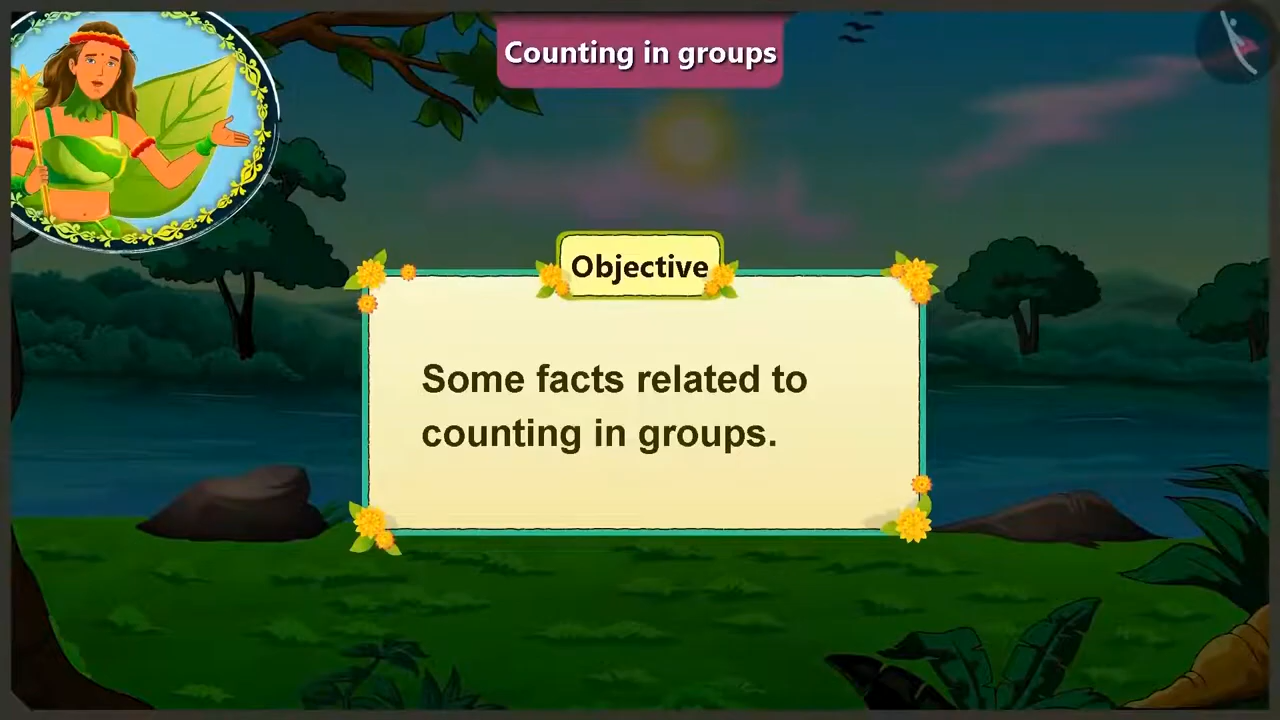 Counting in groups
Objective
Some facts related to
counting in groups.